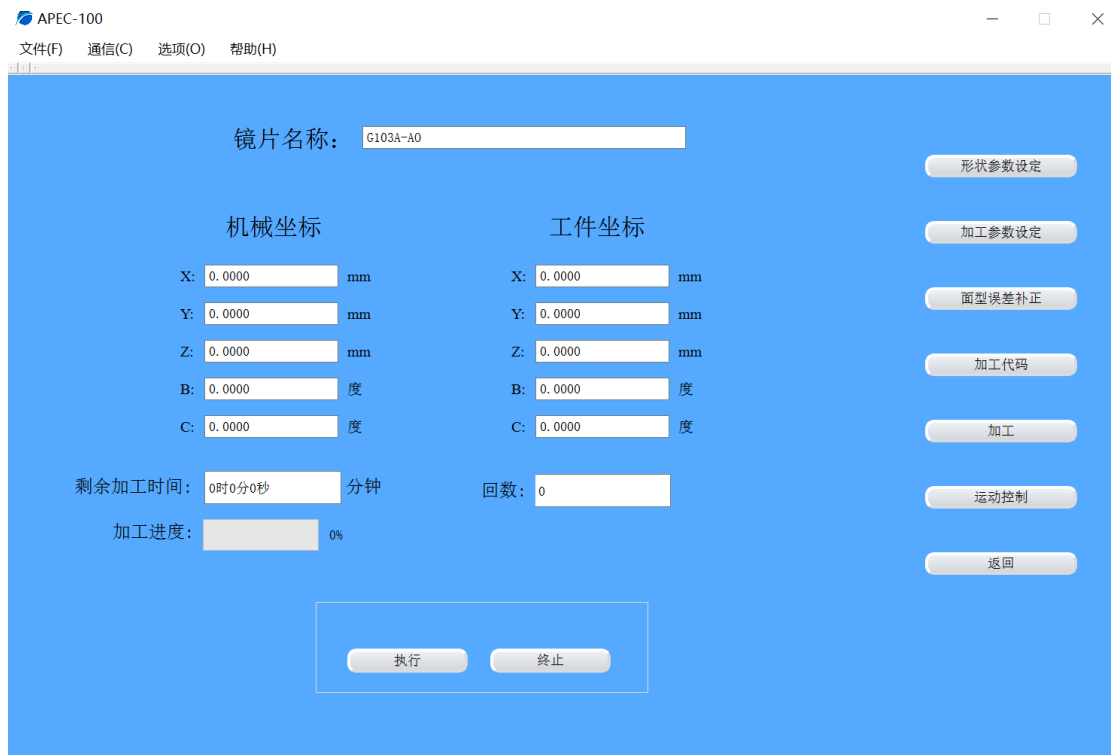 APEC-100
文件(F) 通信(C) 选项(O) 帮助(H)
镜片名称： G103A-AO
形状参数设定
机械坐标 工件坐标
加工参数设定
X: 0.0000 mm X: 0.0000 mm
面型误差补正
Y: 0.0000 mm Y: 0.0000 mm
Z: 0.0000 mm Z: 0.0000 mm
加工代码
B: 0.0000 度 B: 0.0000 度
C: 0.0000 度 C: 0.0000 度
加工
剩余加工时间： 0时0分0秒 分钟 回数： 0
运动控制
加工进度： 0%
返回
执行 终止